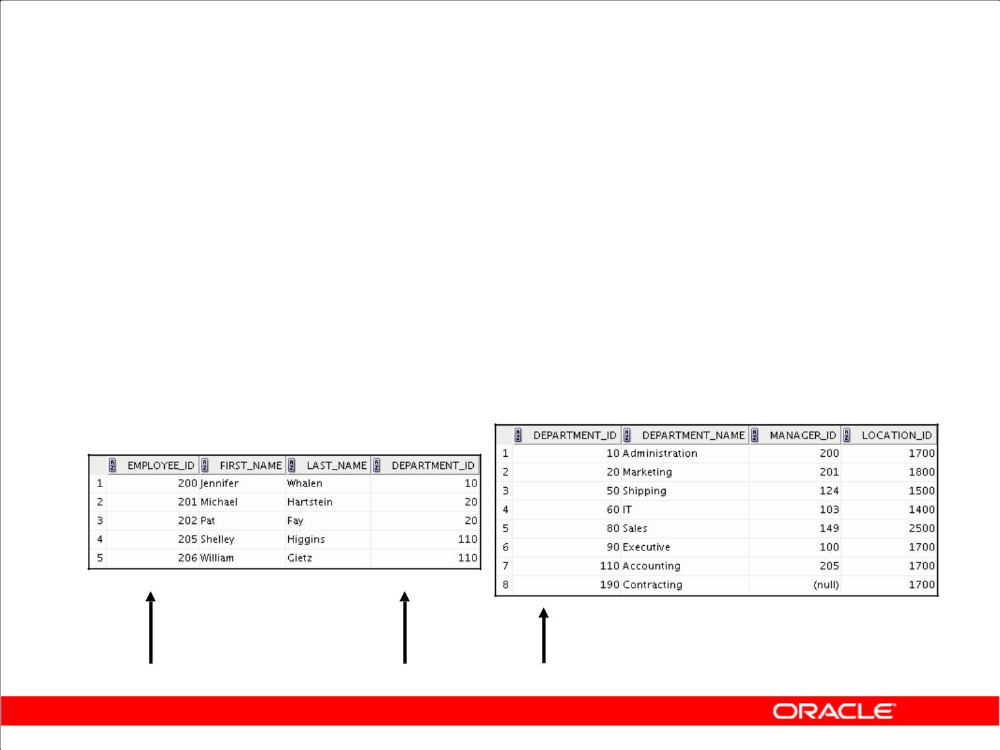 EMPLOYEE_ID FIRST_NAME LAST_NAME DEPARTMENT_ID
1 200 Jennifer Whalen 10
2 201 Michael Hartstein 20
3 202 Pat Fay 20
4 205 Shelley Higgins 110
5 206 William Gietz 110
DEPARTMENT_ID DEPARTMENT_NAME MANAGER_ID LOCATION_ID
1 10 Administration 200 1700
2 20 Marketing 201 1800
3 50 Shipping 124 1500
4 60 IT 103 1400
5 80 Sales 149 2500
6 90 Executive 100 1700
7 110 Accounting 205 1700
8 190 Contracting (null) 1700
ORACLE